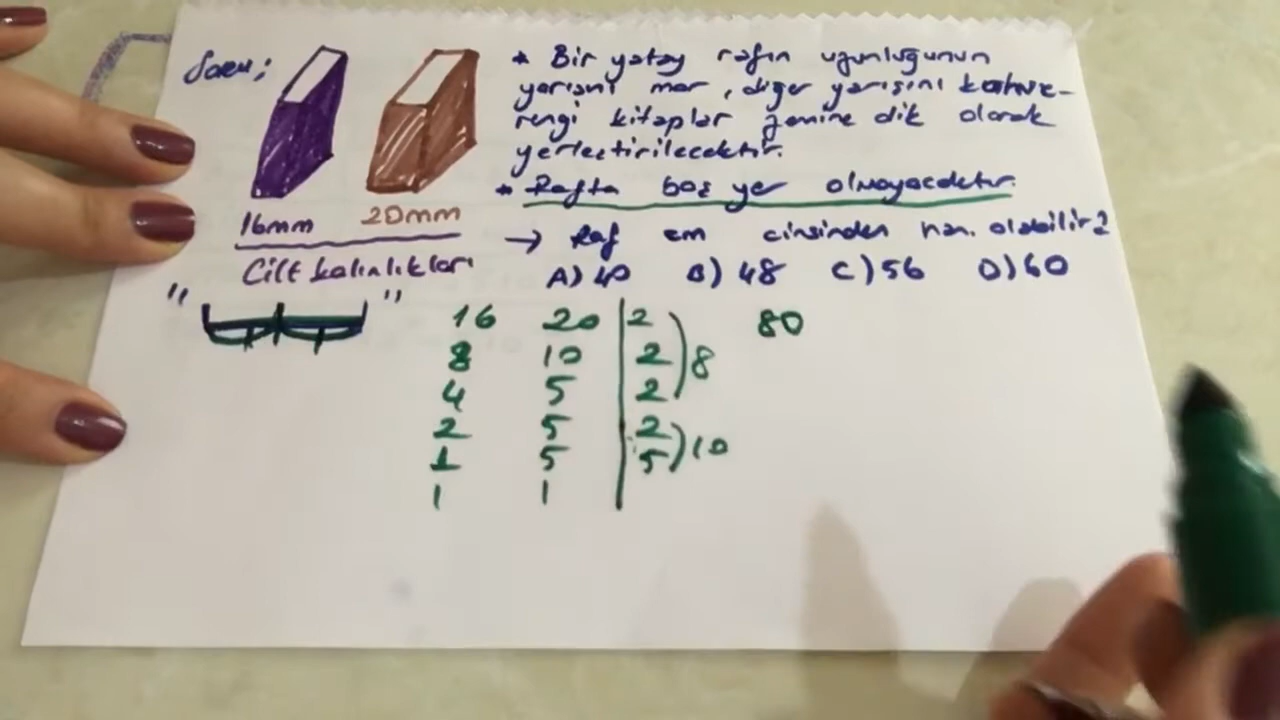 Soru;
* Bir yatay rafın uzunluğunun
yarısını mor, diğer yarısını kahve-
rengi kitaplar zemine dik olarak
yerleştirilecektir.
* Rafta boş yer olmayacaktır.
16mm 20mm
Cilt kalınlıkları
→ Raf cm cinsinden han. olabilir?
A) 40 B) 48 C) 56 D) 60
" "
16 20 2 80
8 10 2 8
4 5 2
2 5 2
1 5 5 10
1 1